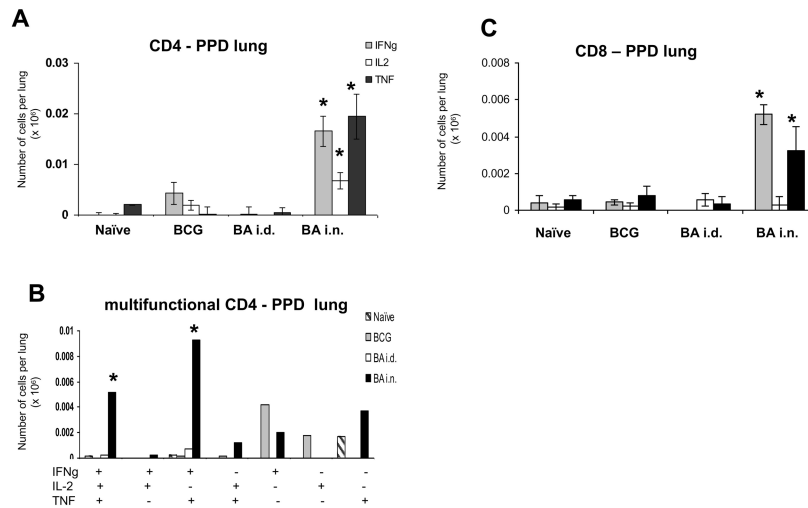 A
CD4 - PPD lung
IFNg
IL2
TNF
Number of cells per lung
(x 10⁶)
0.03
0.02
0.01
0
*
*
*
Naïve
BCG
BA i.d.
BA i.n.
C
CD8 – PPD lung
Number of cells per lung
(x 10⁶)
0.008
0.006
0.004
0.002
0
*
*
Naïve
BCG
BA i.d.
BA i.n.
B
multifunctional CD4 - PPD lung
Naïve
BCG
BA i.d.
BA i.n.
Number of cells per lung
(x 10⁶)
0.01
0.008
0.006
0.004
0.002
0
*
*
IFNg + + + - + - -
IL-2 + + - + - + -
TNF + - + + - - +